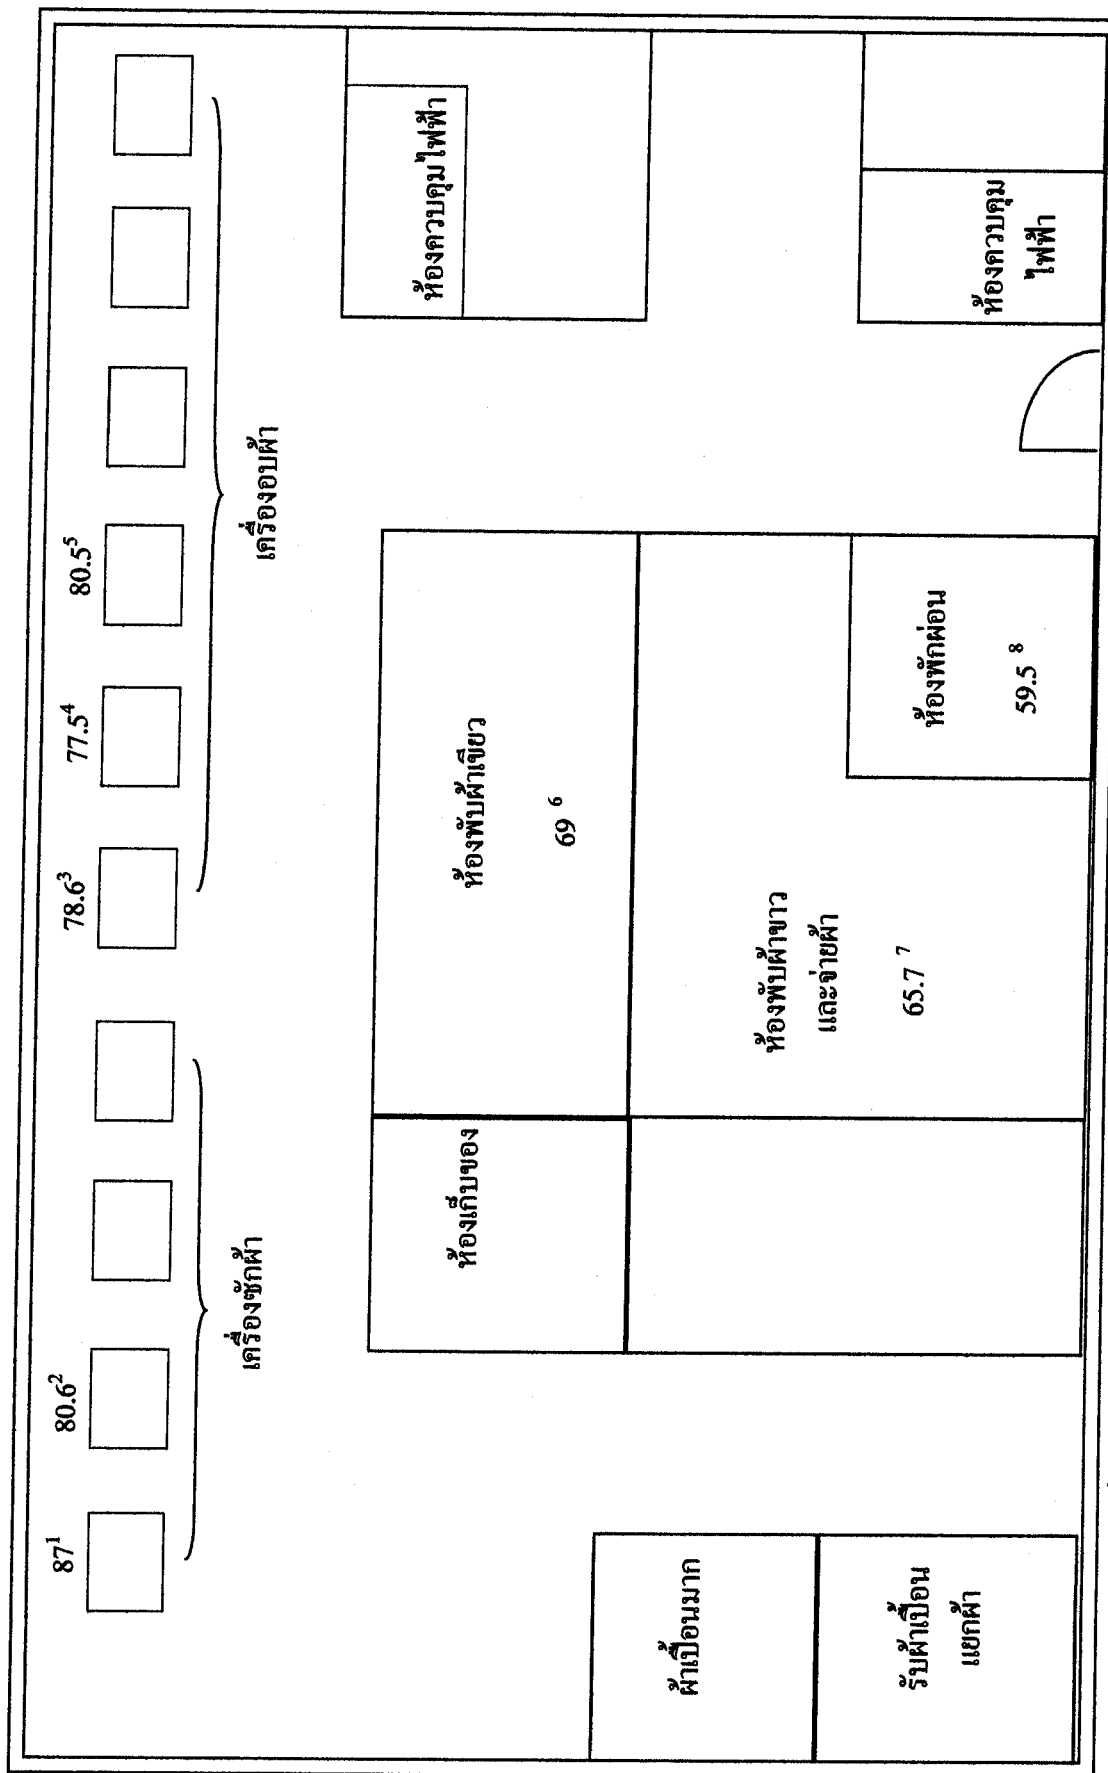 87¹
80.6²
78.6³
77.5⁴
80.5⁵
เครื่องซักผ้า
เครื่องอบผ้า
ห้องควบคุมไฟฟ้า
ห้องเก็บของ
ห้องพับผ้าเขียว
69 ⁶
ผ้าเปื้อนมาก
ห้องพับผ้าขาว
และจ่ายผ้า
65.7 ⁷
รับผ้าเปื้อน
แยกผ้า
ห้องพักผ่อน
59.5 ⁸
ห้องควบคุม
ไฟฟ้า